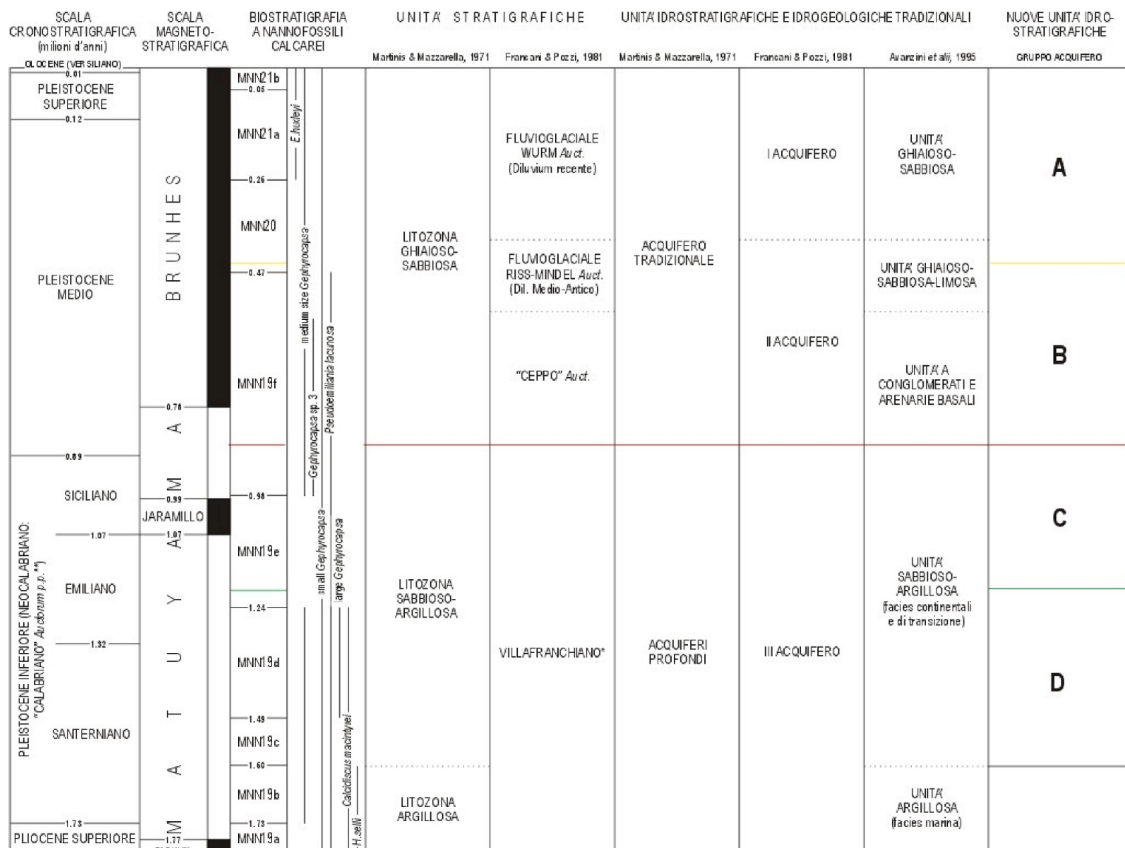 SCALA
CRONOSTRATIGRAFICA
(milioni d'anni)
OLOCENE (VERSILIANO)
0.01
PLEISTOCENE
SUPERIORE
0.12
PLEISTOCENE
MEDIO
0.89
SICILIANO
1.07
EMILIANO
1.32
SANTERNIANO
1.73
PLIOCENE SUPERIORE
PLEISTOCENE INFERIORE (NEOCALABRIANO:
"CALABRIANO" Auctorum p.p.**)
SCALA
MAGNETO-
STRATIGRAFICA
BRUNHES
0.78
MATUYAMA
0.99
JARAMILLO
1.07
1.77
BIOSTRATIGRAFIA
A NANNOFOSSILI
CALCAREI
MNN21b
0.05
MNN21a
0.26
MNN20
0.47
MNN19f
0.98
MNN19e
1.24
MNN19d
1.49
MNN19c
1.60
MNN19b
1.73
MNN19a
E.huxleyi
medium size Gephyrocapsa
Gephyrocapsa sp. 3
small Gephyrocapsa
Pseudoemiliania lacunosa
large Gephyrocapsa
Calcidiscus macintyrei
H.sellii
UNITA' STRATIGRAFICHE
Martinis & Mazzarella, 1971
LITOZONA
GHIAIOSO-
SABBIOSA
LITOZONA
SABBIOSO-
ARGILLOSA
LITOZONA
ARGILLOSA
Francani & Pozzi, 1981
FLUVIOGLACIALE
WURM Auct.
(Diluvium recente)
FLUVIOGLACIALE
RISS-MINDEL Auct.
(Dil. Medio-Antico)
"CEPPO" Auct.
VILLAFRANCHIANO*
UNITA' IDROSTRATIGRAFICHE E IDROGEOLOGICHE TRADIZIONALI
Martinis & Mazzarella, 1971
ACQUIFERO
TRADIZIONALE
ACQUIFERI
PROFONDI
Francani & Pozzi, 1981
I ACQUIFERO
II ACQUIFERO
III ACQUIFERO
Avanzini et alii, 1995
UNITA'
GHIAIOSO-
SABBIOSA
UNITA' GHIAIOSO-
SABBIOSA-LIMOSA
UNITA' A
CONGLOMERATI E
ARENARIE BASALI
UNITA'
SABBIOSO-
ARGILLOSA
(facies continentali
e di transizione)
UNITA'
ARGILLOSA
(facies marina)
NUOVE UNITA' IDRO-
STRATIGRAFICHE
GRUPPO ACQUIFERO
A
B
C
D